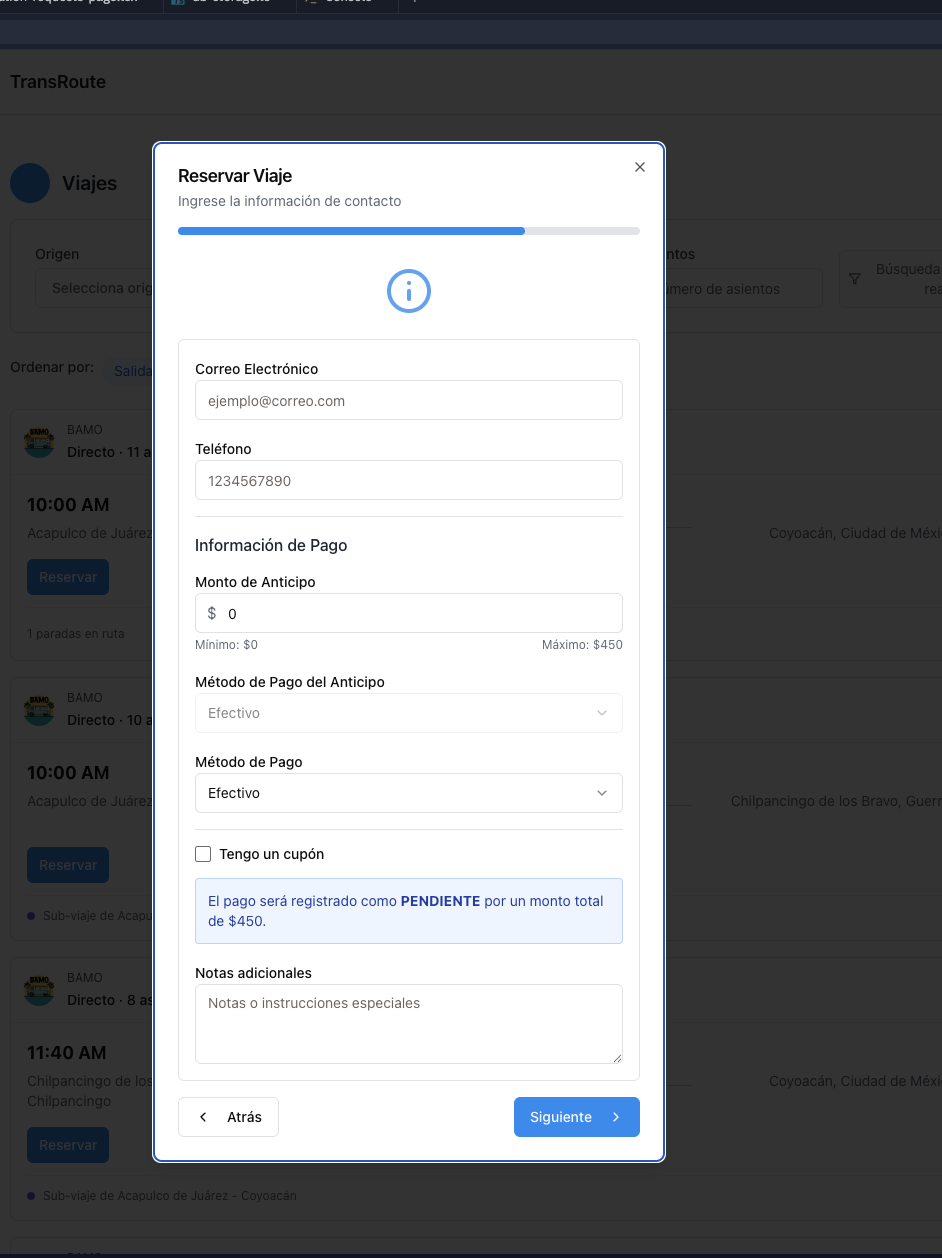 Console
TransRoute
Viajes
Origen
Selecciona orig
ntos
mero de asientos
Búsqueda
rea
Ordenar por:
Salida
Reservar Viaje
Ingrese la información de contacto
Correo Electrónico
ejemplo@correo.com
Teléfono
1234567890
Información de Pago
Monto de Anticipo
$ 0
Mínimo: $0
Máximo: $450
Método de Pago del Anticipo
Efectivo
Método de Pago
Efectivo
Tengo un cupón
El pago será registrado como PENDIENTE por un monto total
de $450.
Notas adicionales
Notas o instrucciones especiales
Atrás
Siguiente
BAMO
Directo · 11 a
10:00 AM
Acapulco de Juárez
Coyoacán, Ciudad de Méxi
Reservar
1 paradas en ruta
BAMO
Directo · 10 a
10:00 AM
Acapulco de Juárez
Chilpancingo de los Bravo, Guerr
Reservar
Sub-viaje de Acapu
BAMO
Directo · 8 as
11:40 AM
Chilpancingo de los
Chilpancingo
Coyoacán, Ciudad de Méxi
Reservar
Sub-viaje de Acapulco de Juárez - Coyoacán
BAMO